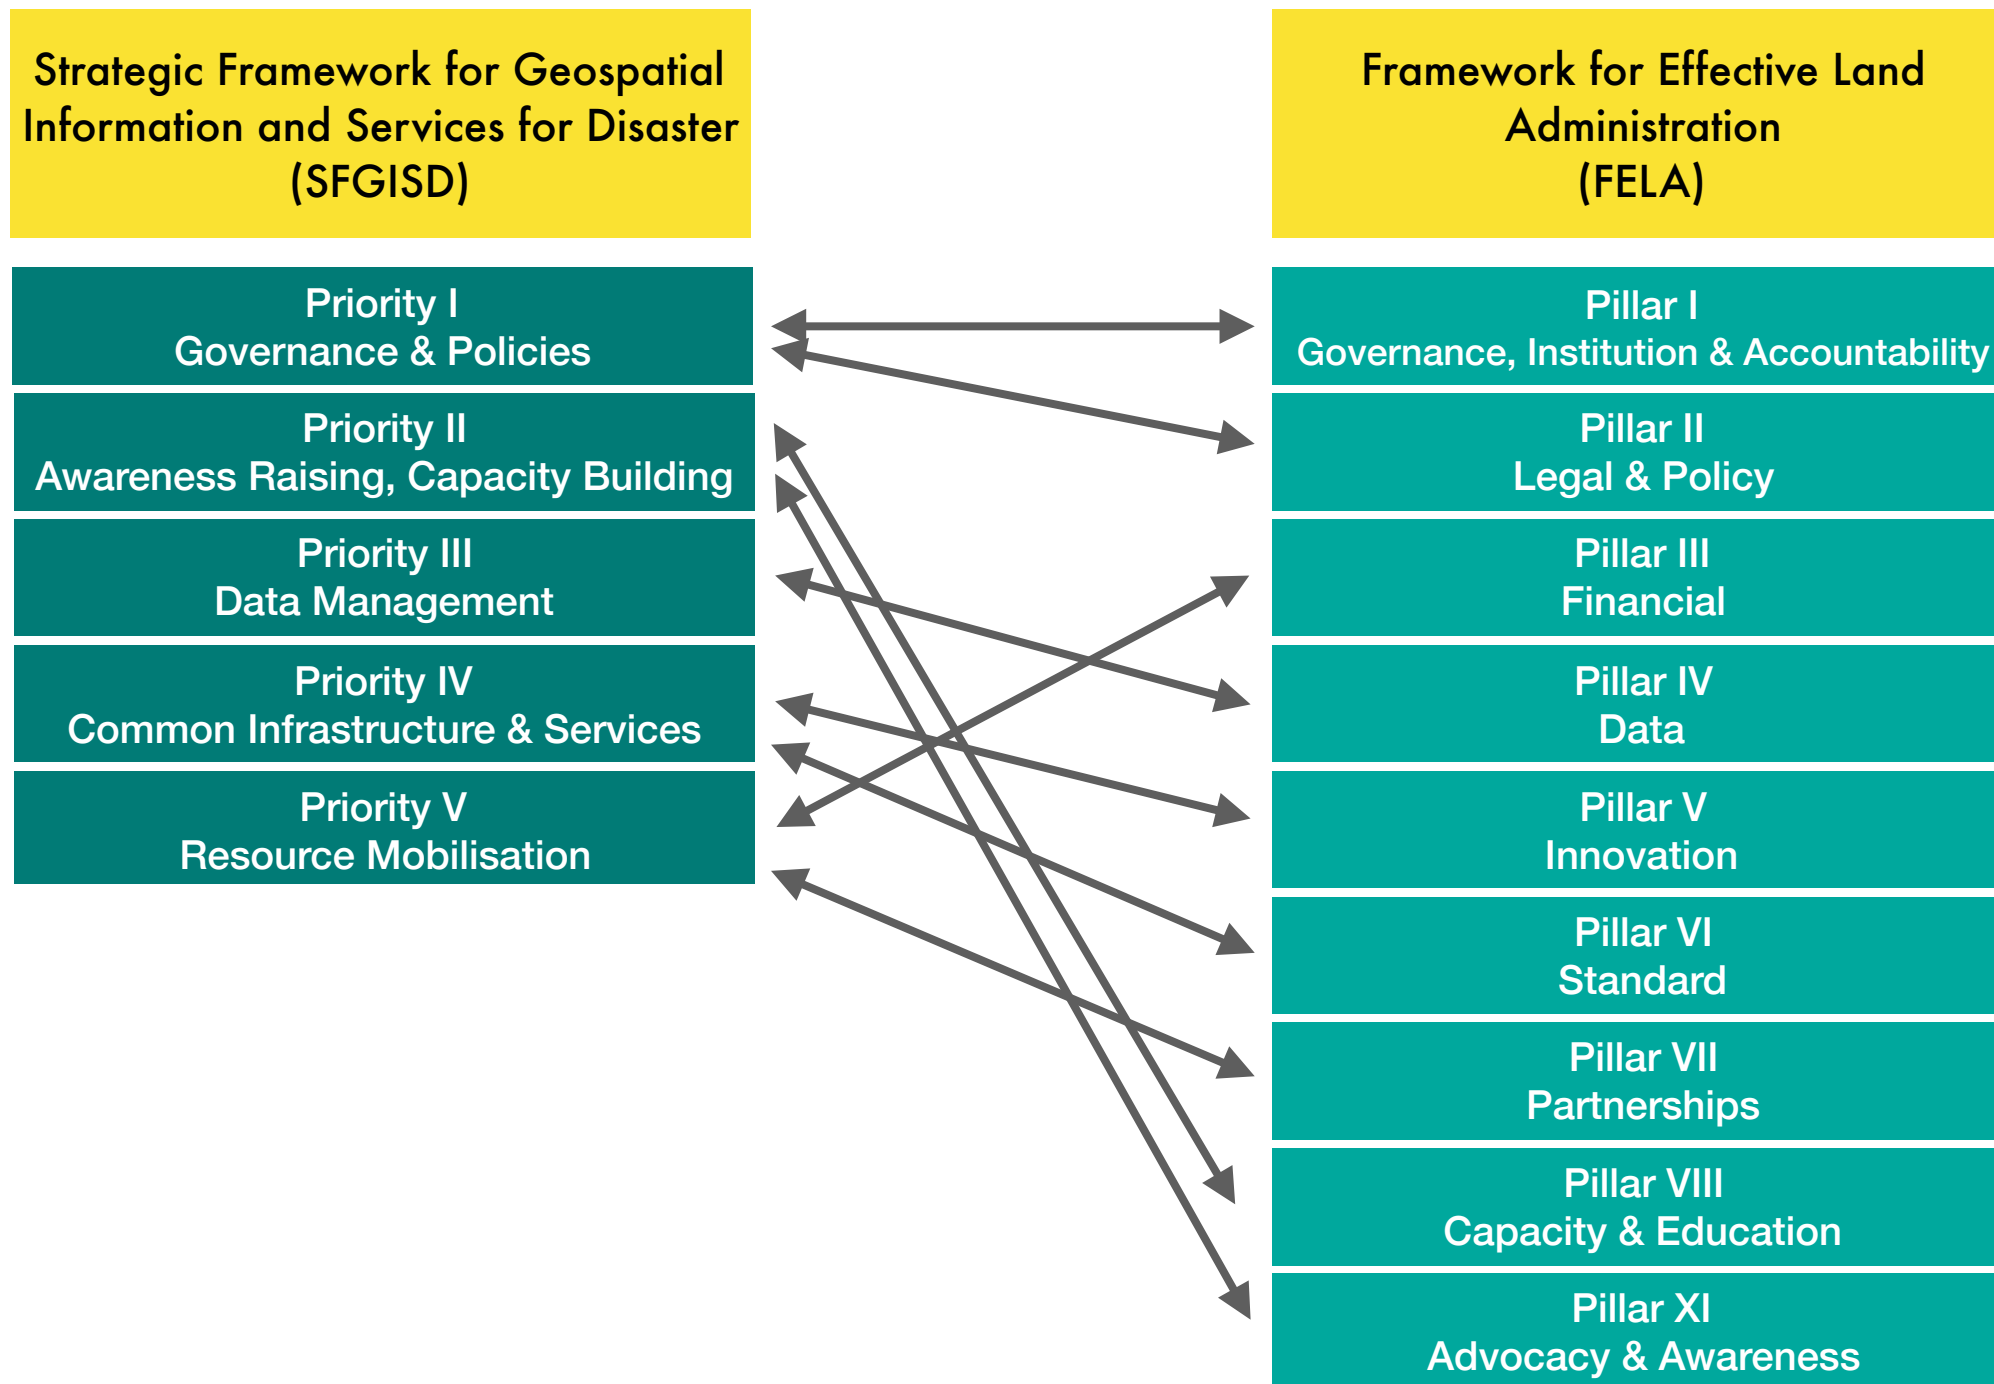 Strategic Framework for Geospatial
Information and Services for Disaster
(SFGISD)
Priority I
Governance & Policies
Priority II
Awareness Raising, Capacity Building
Priority III
Data Management
Priority IV
Common Infrastructure & Services
Priority V
Resource Mobilisation
Framework for Effective Land
Administration
(FELA)
Pillar I
Governance, Institution & Accountability
Pillar II
Legal & Policy
Pillar III
Financial
Pillar IV
Data
Pillar V
Innovation
Pillar VI
Standard
Pillar VII
Partnerships
Pillar VIII
Capacity & Education
Pillar XI
Advocacy & Awareness